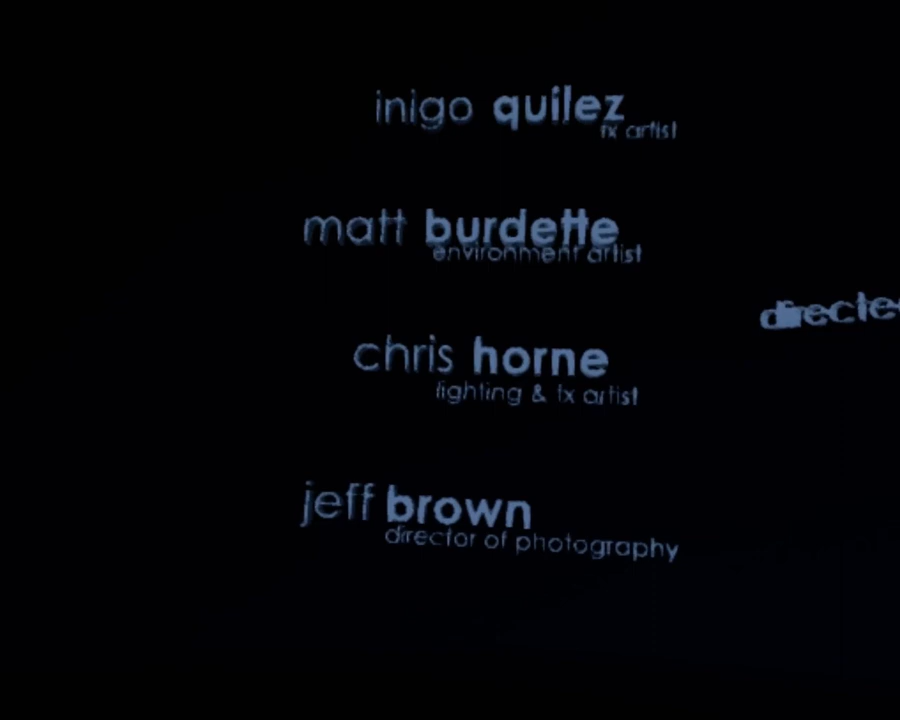 inigo quilez
fx artist
matt burdette
environment artist
chris horne
lighting & fx artist
jeff brown
director of photography